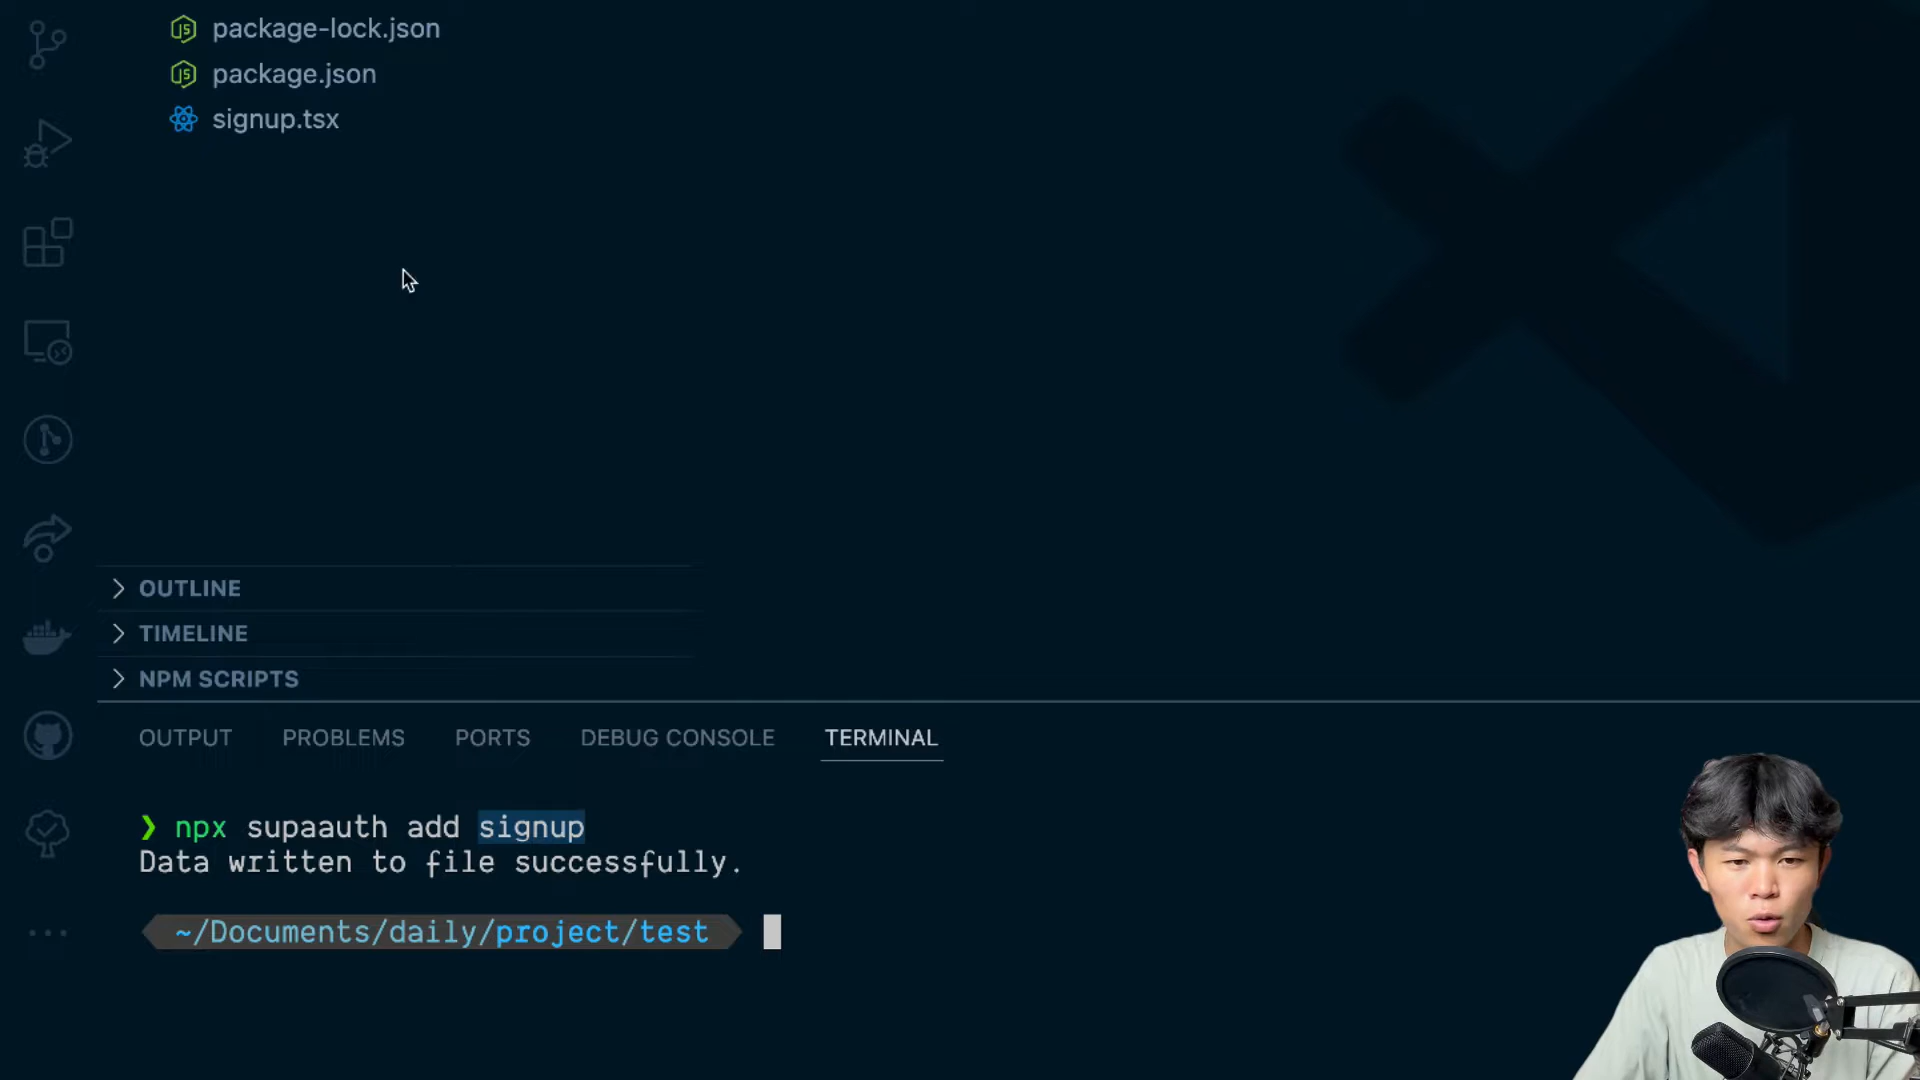 package-lock.json
package.json
signup.tsx
OUTLINE
TIMELINE
NPM SCRIPTS
OUTPUT PROBLEMS PORTS DEBUG CONSOLE TERMINAL
❯ npx supaauth add signup
Data written to file successfully.
~/Documents/daily/project/test